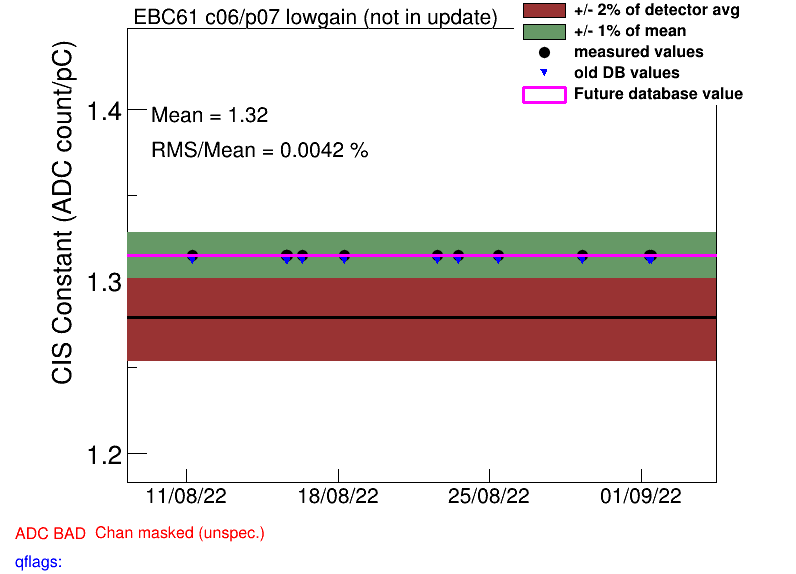 EBC61 c06/p07 lowgain (not in update)
+/- 2% of detector avg
+/- 1% of mean
measured values
old DB values
Future database value
Mean = 1.32
RMS/Mean = 0.0042 %
CIS Constant (ADC count/pC)
1.4
1.3
1.2
11/08/22 18/08/22 25/08/22 01/09/22
ADC BAD Chan masked (unspec.)
qflags: